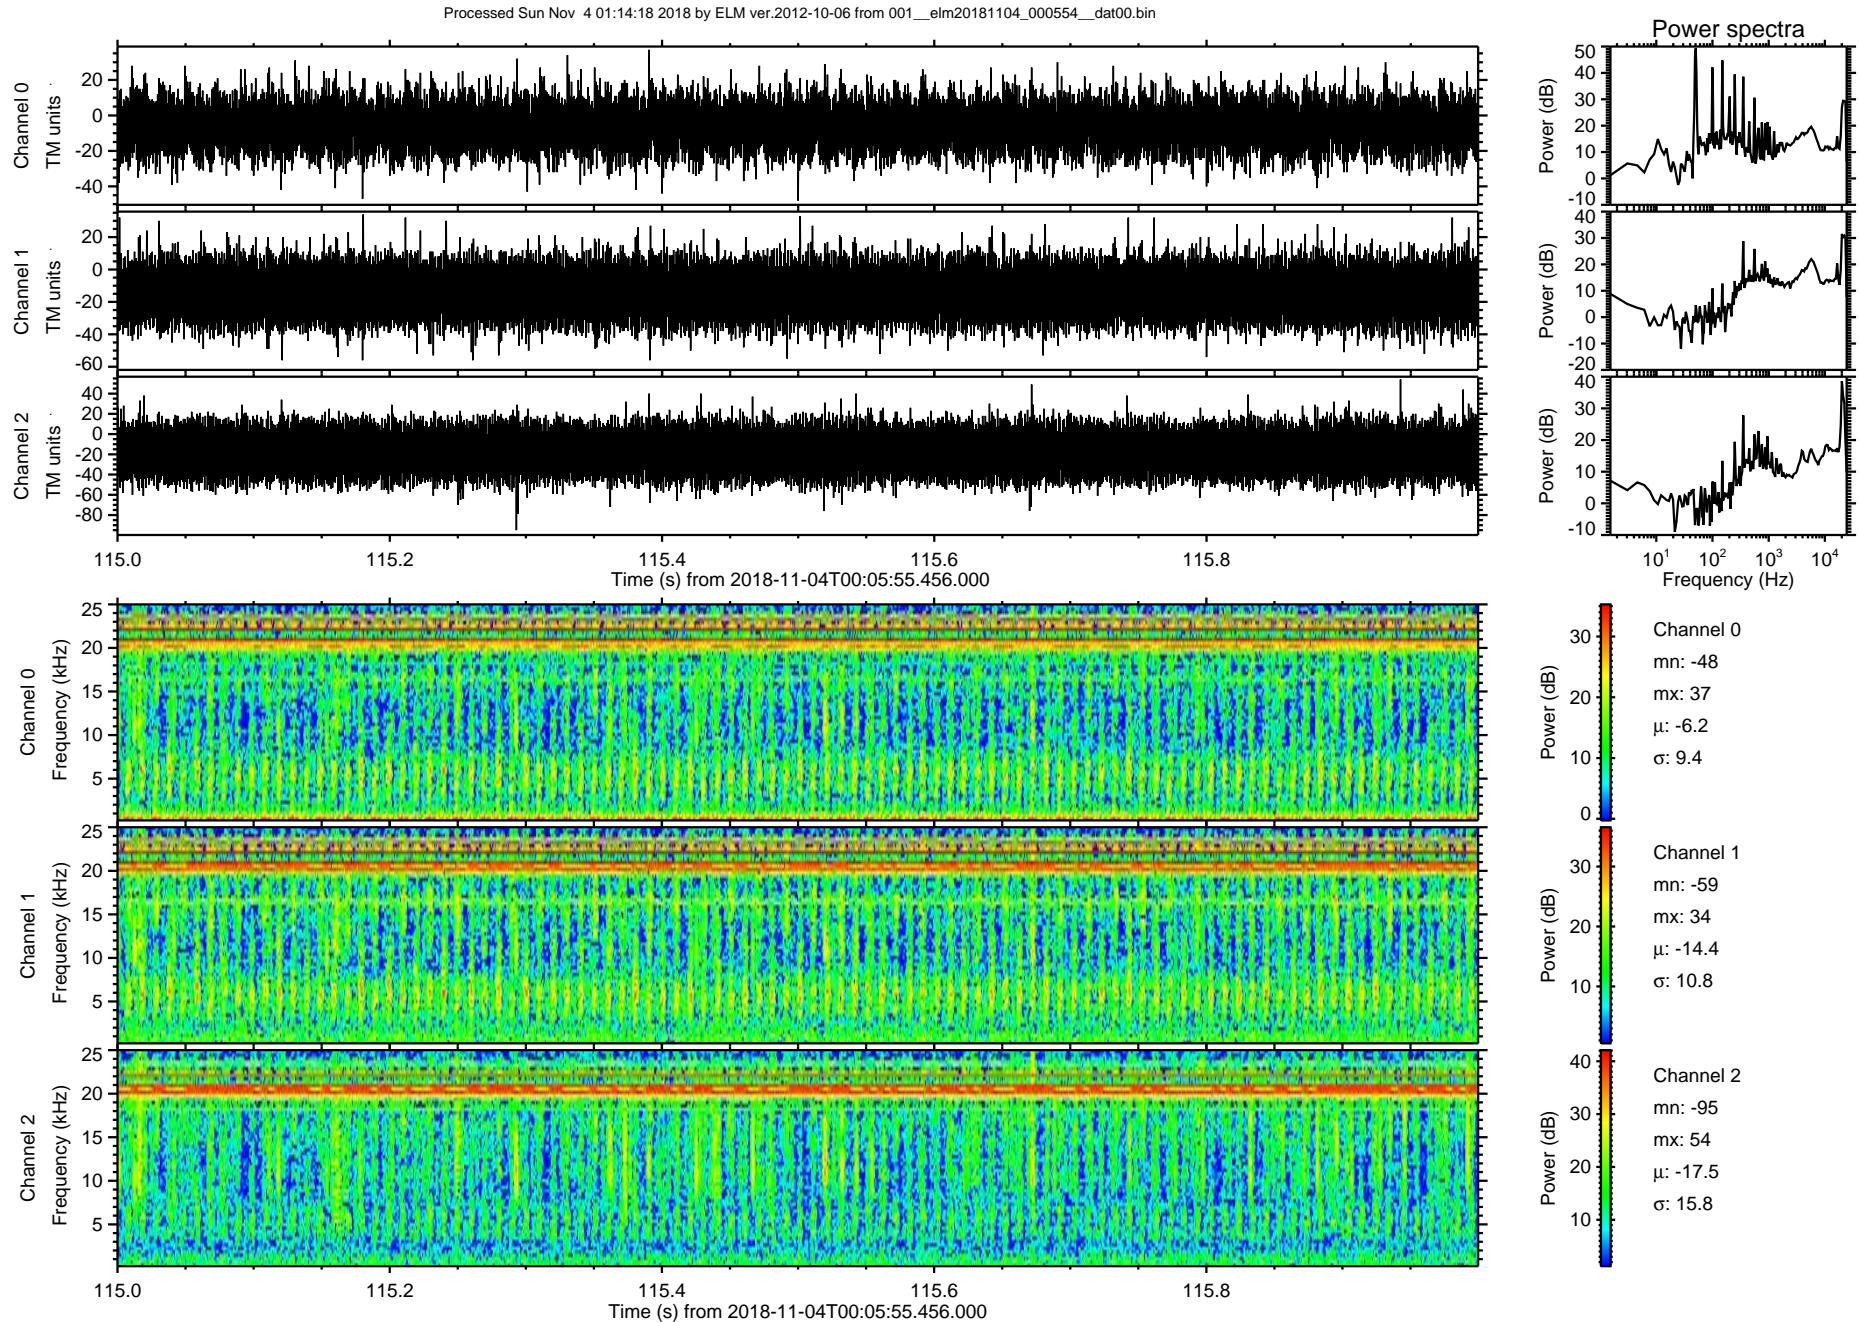 Processed Sun Nov  4 01:14:18 2018 by ELM ver.2012-10-06 from 001__elm20181104_000554__dat00.bin
Power spectra
Channel 0
TM units
20
0
-20
-40
Power (dB)
50
40
30
20
10
0
-10
Channel 1
TM units
20
0
-20
-40
-60
Power (dB)
40
30
20
10
0
-10
-20
Channel 2
TM units
40
20
0
-20
-40
-60
-80
Power (dB)
40
30
20
10
0
-10
115.0 115.2 115.4 115.6 115.8
Time (s) from 2018-11-04T00:05:55.456.000
10¹ 10² 10³ 10⁴
Frequency (Hz)
Channel 0
Frequency (kHz)
25
20
15
10
5
Power (dB)
30
20
10
0
Channel 0
mn: -48
mx: 37
µ: -6.2
σ: 9.4
Channel 1
Frequency (kHz)
25
20
15
10
5
Power (dB)
30
20
10
Channel 1
mn: -59
mx: 34
µ: -14.4
σ: 10.8
Channel 2
Frequency (kHz)
25
20
15
10
5
Power (dB)
40
30
20
10
Channel 2
mn: -95
mx: 54
µ: -17.5
σ: 15.8
115.0 115.2 115.4 115.6 115.8
Time (s) from 2018-11-04T00:05:55.456.000